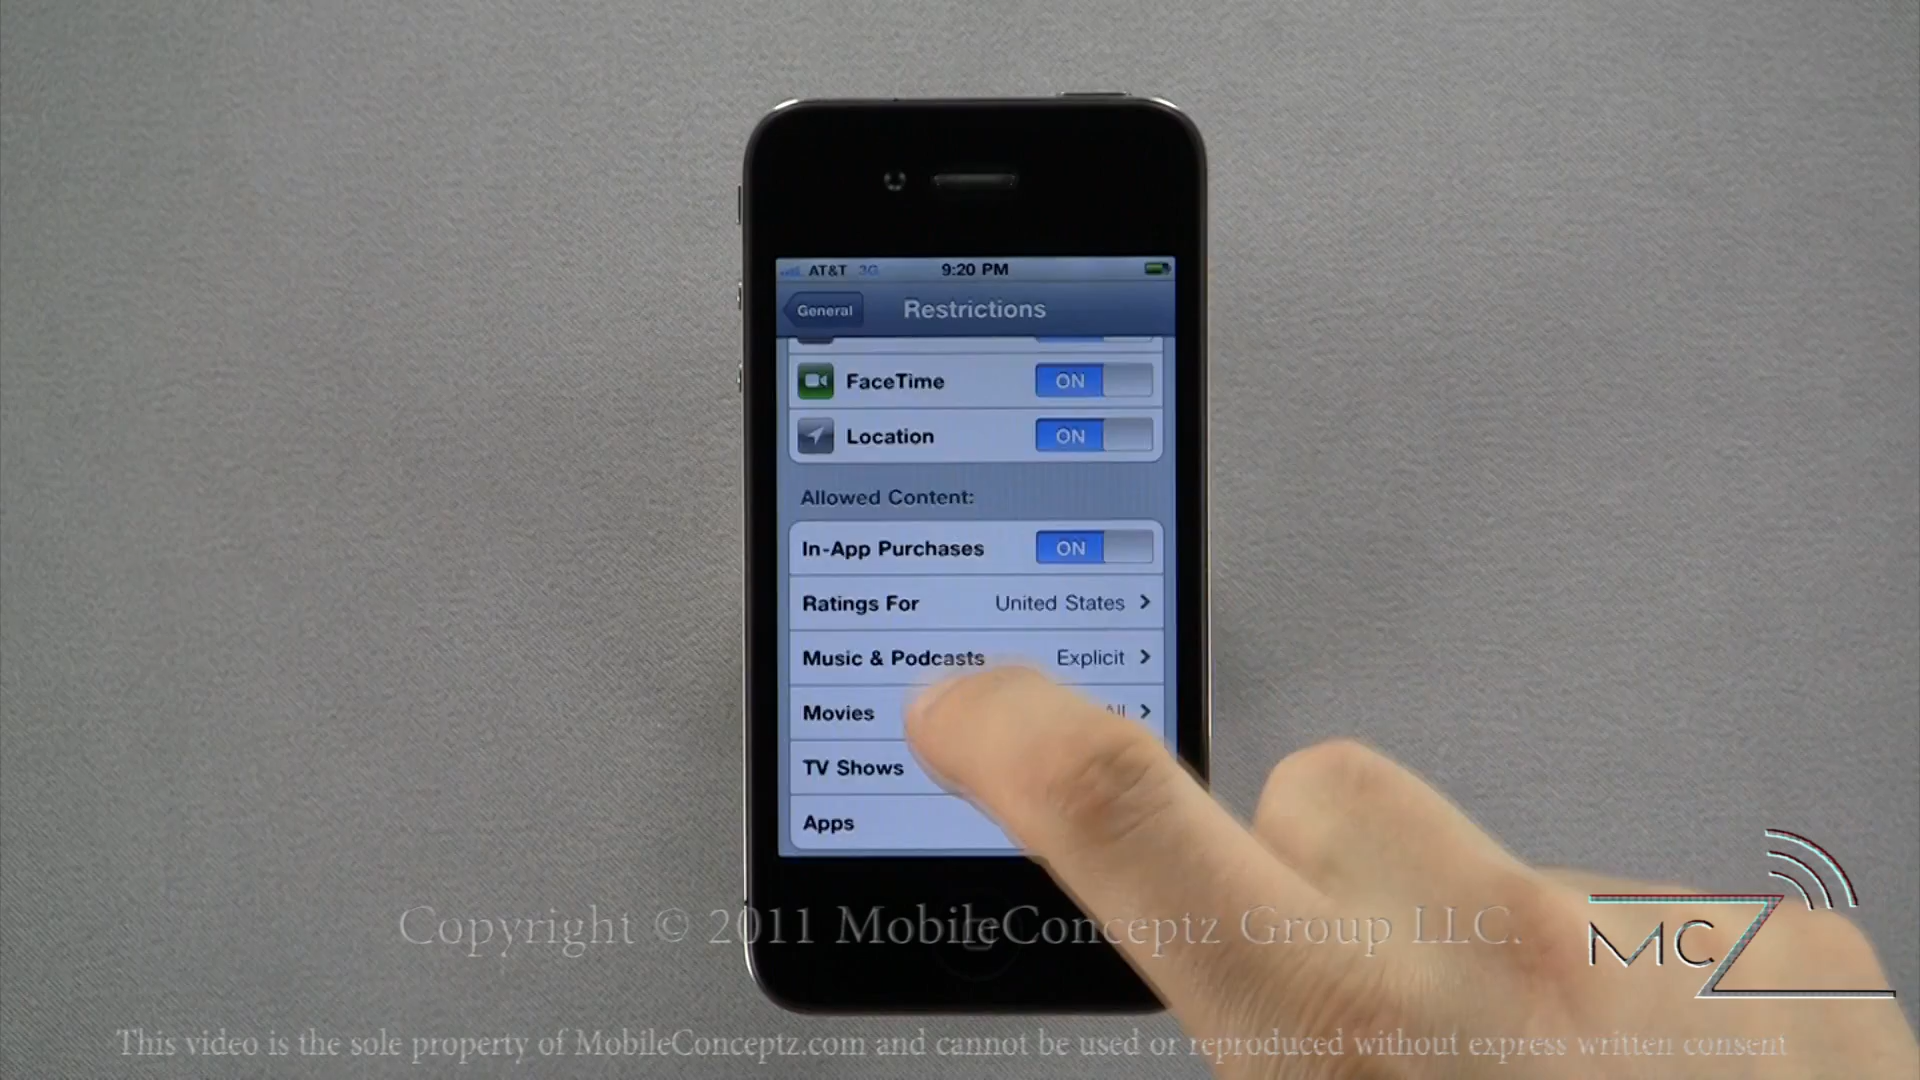 AT&T 3G 9:20 PM
General Restrictions
FaceTime ON
Location ON
Allowed Content:
In-App Purchases ON
Ratings For United States
Music & Podcasts Explicit
Movies All
TV Shows
Apps
Copyright © 2011 MobileConceptz Group LLC.
MCZ
This video is the sole property of MobileConceptz.com and cannot be used or reproduced without express written consent